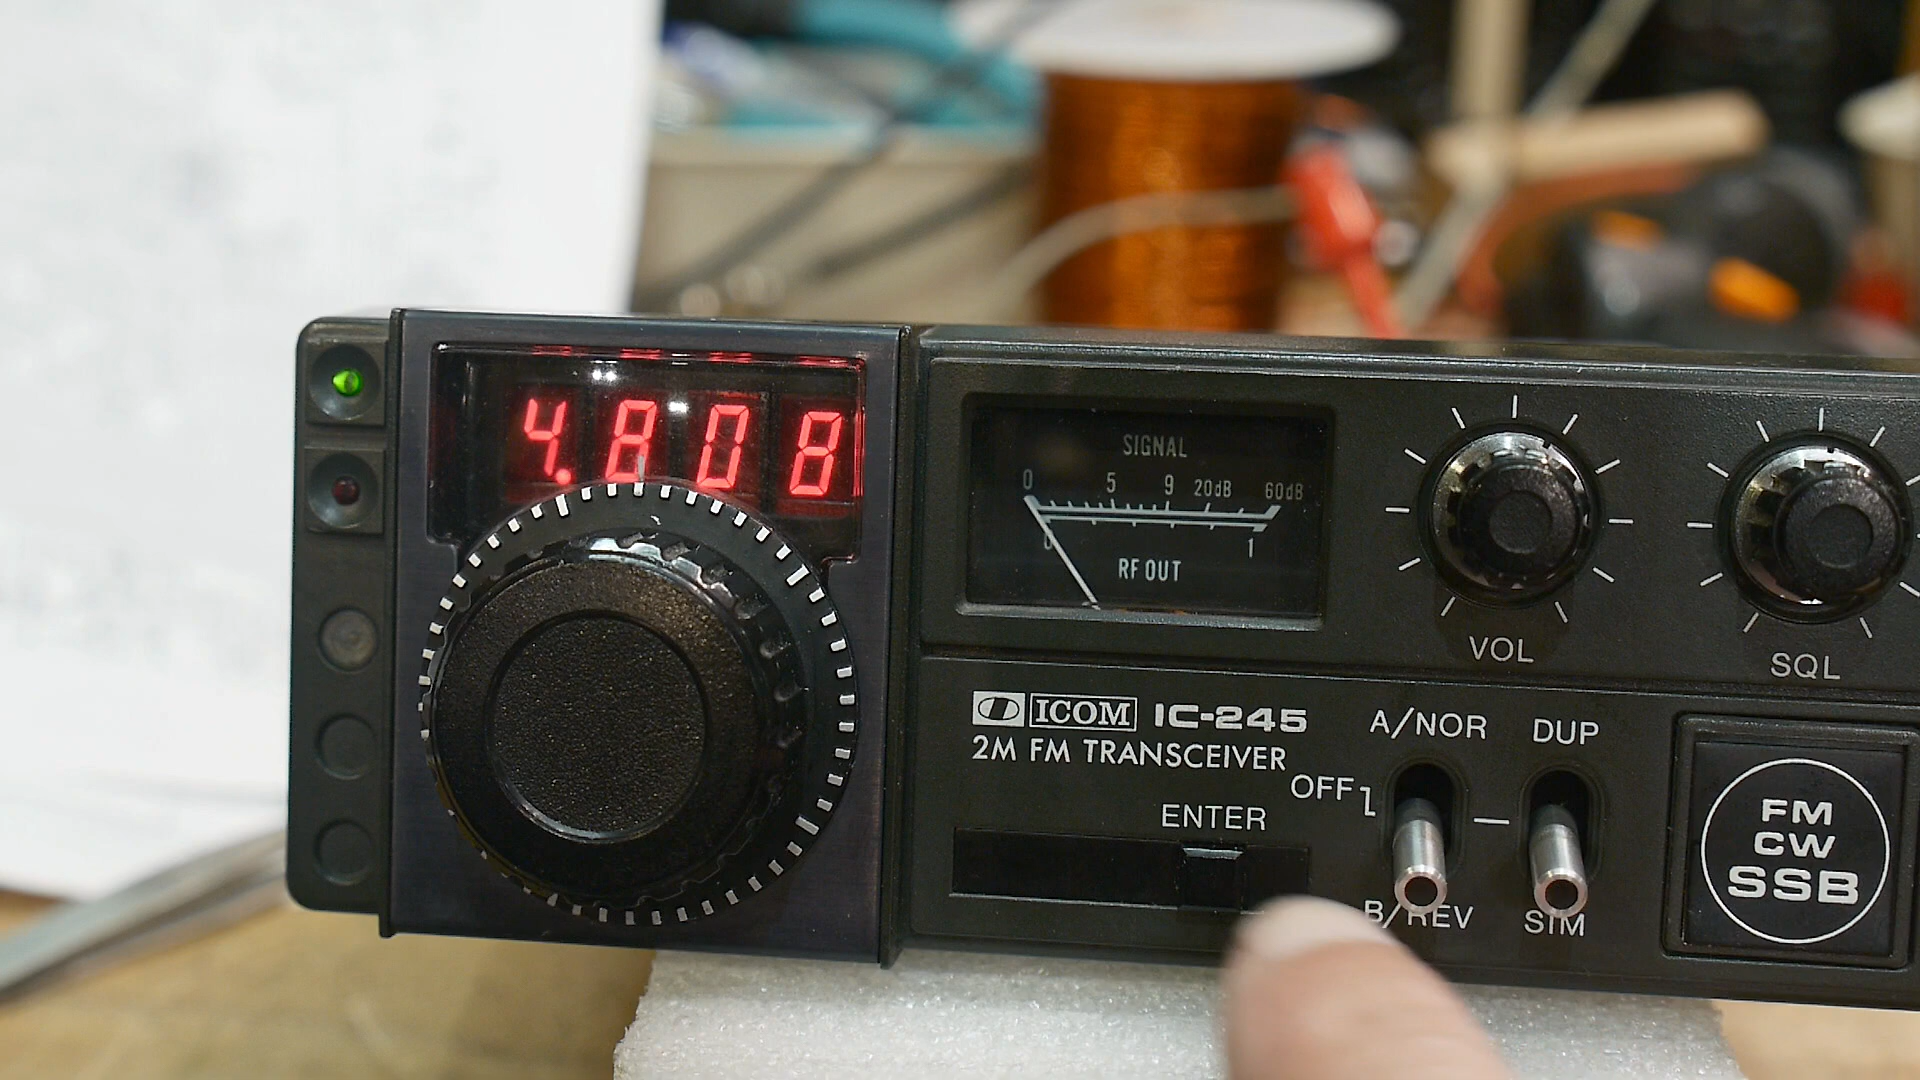 4.808
SIGNAL
0 5 9 20dB 60dB
0 1
RF OUT
VOL
SQL
ICOM IC-245
2M FM TRANSCEIVER
ENTER
A/NOR
OFF
B/REV
DUP
SIM
FM
CW
SSB